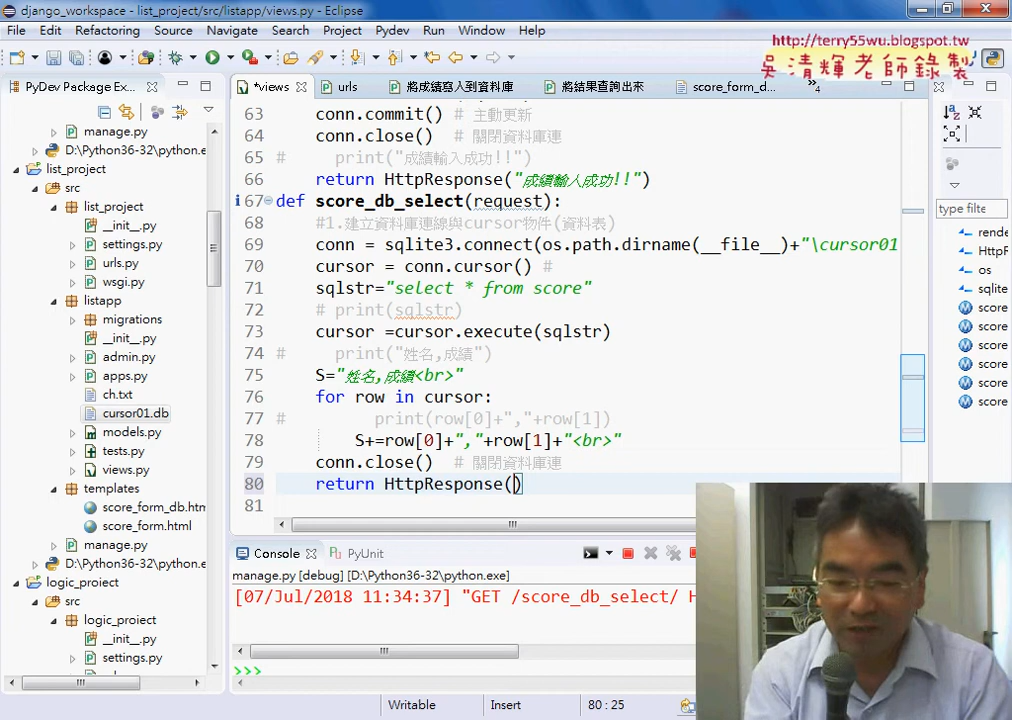 django_workspace - list_project/src/listapp/views.py - Eclipse
File Edit Refactoring Source Navigate Search Project Pydev Run Window Help
http://terry55wu.blogspot.tw
吳清輝老師錄製
PyDev Package Ex...
*views
urls
將成績寫入到資料庫
將結果查詢出來
score_form_d...
4
manage.py
D:\Python36-32\python.e
list_project
src
list_project
__init__.py
settings.py
urls.py
wsgi.py
listapp
migrations
__init__.py
admin.py
apps.py
ch.txt
cursor01.db
models.py
tests.py
views.py
templates
score_form_db.htm
score_form.html
manage.py
D:\Python36-32\python.e
logic_project
src
logic_project
__init__.py
settings.py
63 conn.commit() # 主動更新
64 conn.close() # 關閉資料庫連
65 # print("成績輸入成功!!")
66 return HttpResponse("成績輸入成功!!")
67 def score_db_select(request):
68 #1.建立資料庫連線與cursor物件(資料表)
69 conn = sqlite3.connect(os.path.dirname(__file__)+"\cursor01
70 cursor = conn.cursor() #
71 sqlstr="select * from score"
72 # print(sqlstr)
73 cursor =cursor.execute(sqlstr)
74 # print("姓名,成績")
75 S="姓名,成績<br>"
76 for row in cursor:
77 # print(row[0]+","+row[1])
78 S+=row[0]+","+row[1]+"<br>"
79 conn.close() # 關閉資料庫連
80 return HttpResponse()
81
type filte
rende
HttpF
os
sqlite
score
score
score
score
score
score
Console
PyUnit
manage.py [debug] [D:\Python36-32\python.exe]
[07/Jul/2018 11:34:37] "GET /score_db_select/ H
>>>
Writable
Insert
80 : 25